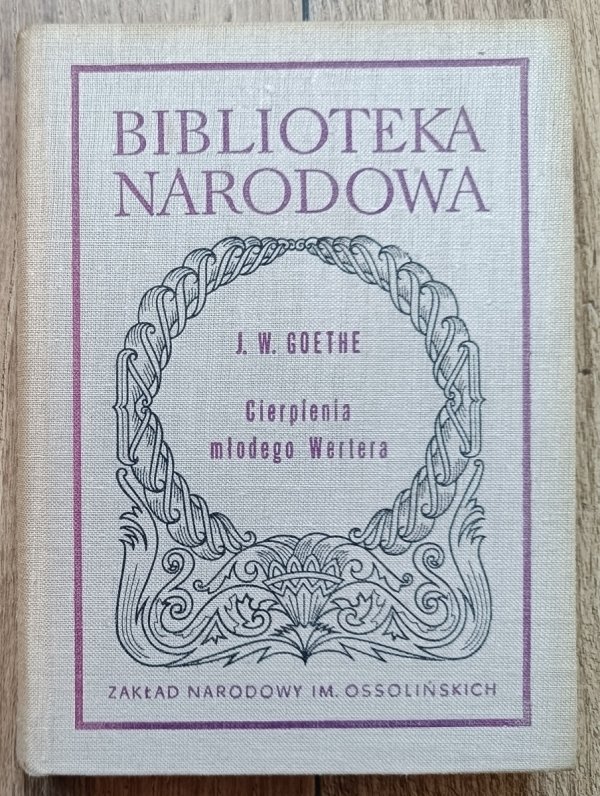 BIBLIOTEKA
NARODOWA
J. W. GOETHE
Cierpienia
młodego Wertera
ZAKŁAD NARODOWY IM. OSSOLIŃSKICH